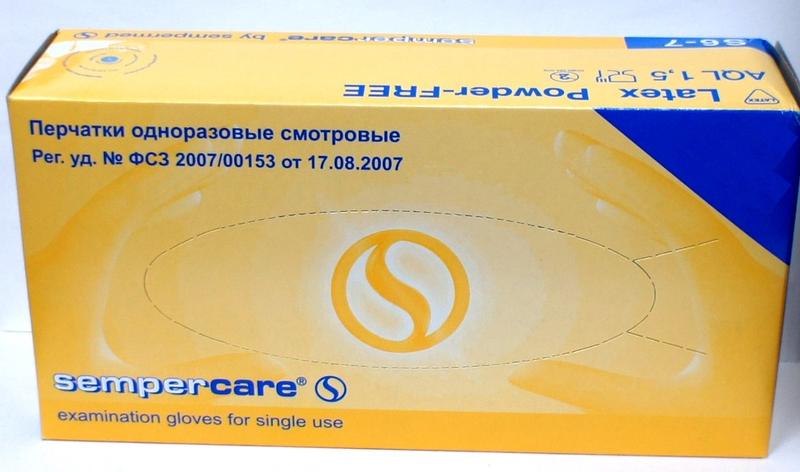 sempercare® by sempermed
S6-7
AQL 1,5
Latex Powder-FREE
LATEX
Перчатки одноразовые смотровые
Рег. уд. № ФСЗ 2007/00153 от 17.08.2007
sempercare®
examination gloves for single use